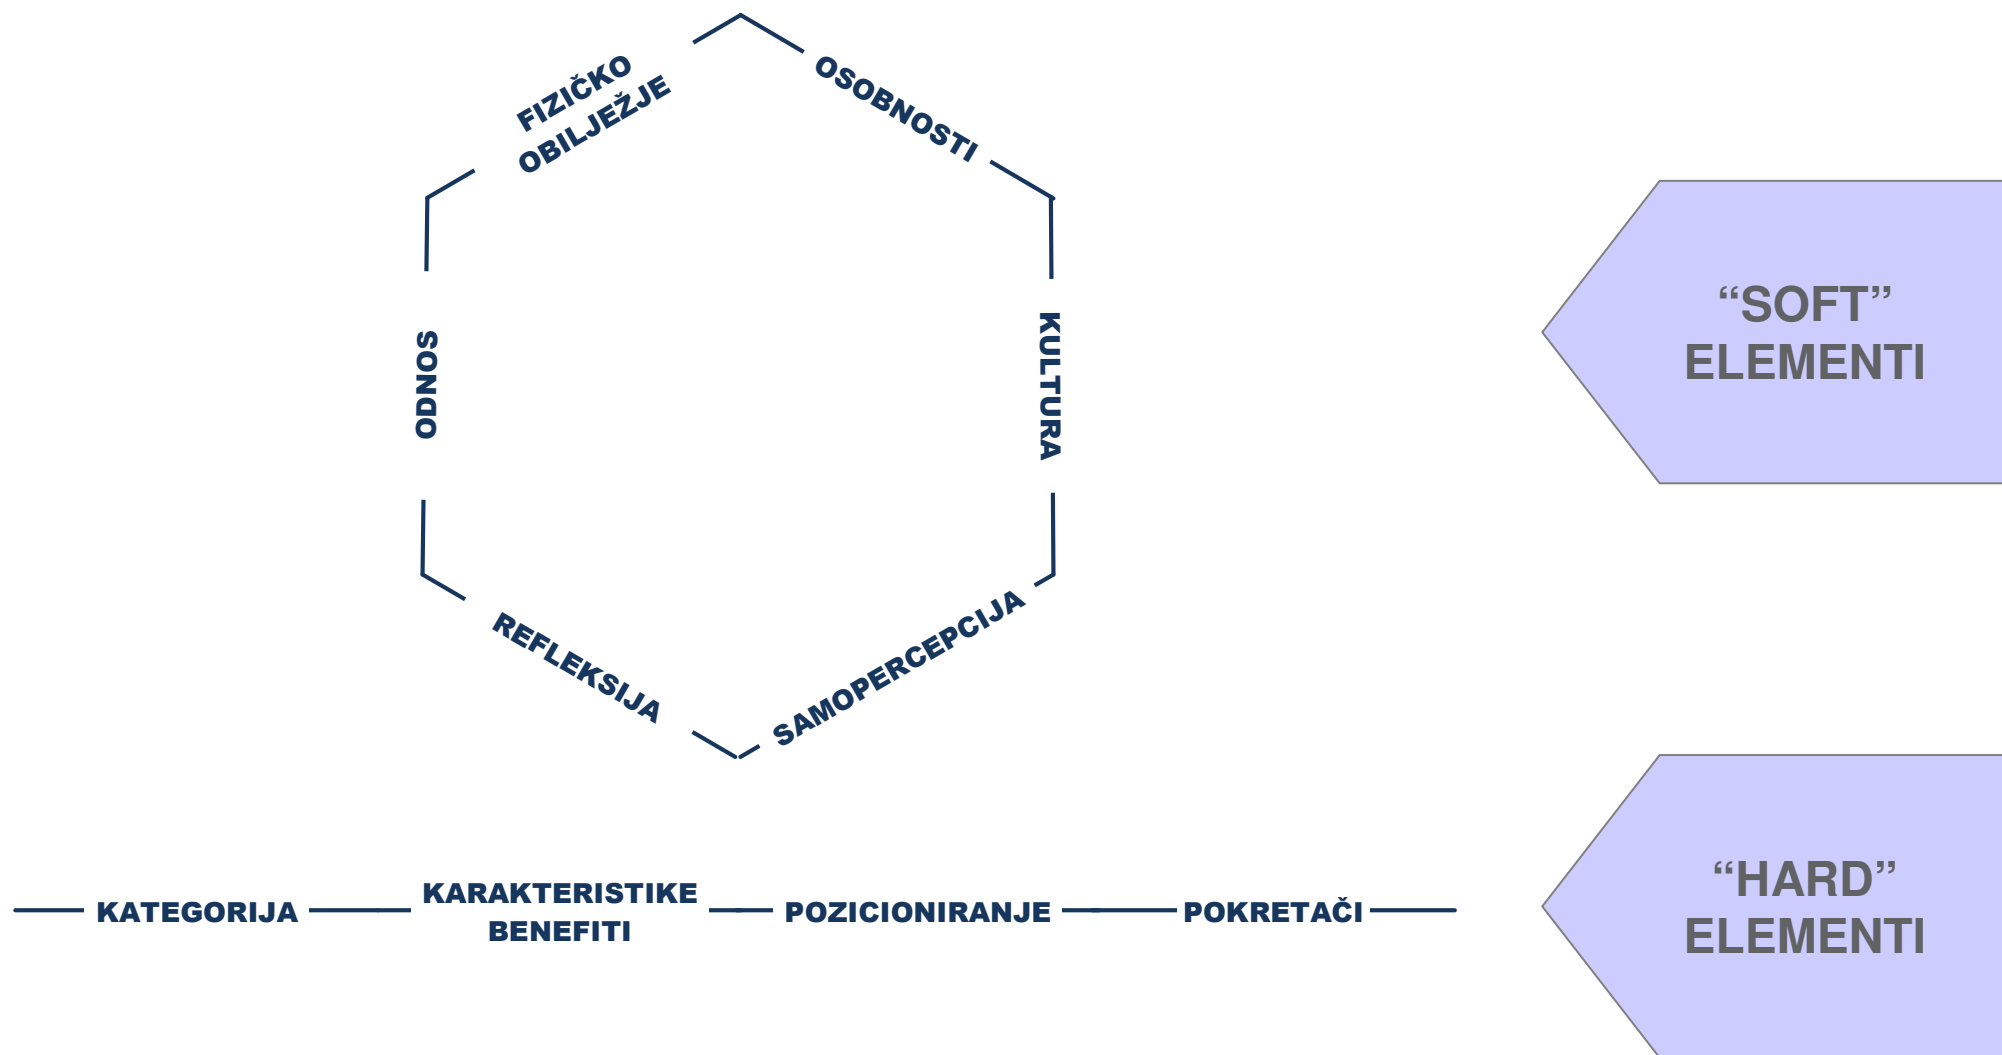 FIZIČKO
OBILJEŽJE
OSOBNOSTI
ODNOS
KULTURA
REFLEKSIJA
SAMOPERCEPCIJA
“SOFT”
ELEMENTI
KATEGORIJA
KARAKTERISTIKE
BENEFITI
POZICIONIRANJE
POKRETAČI
“HARD”
ELEMENTI